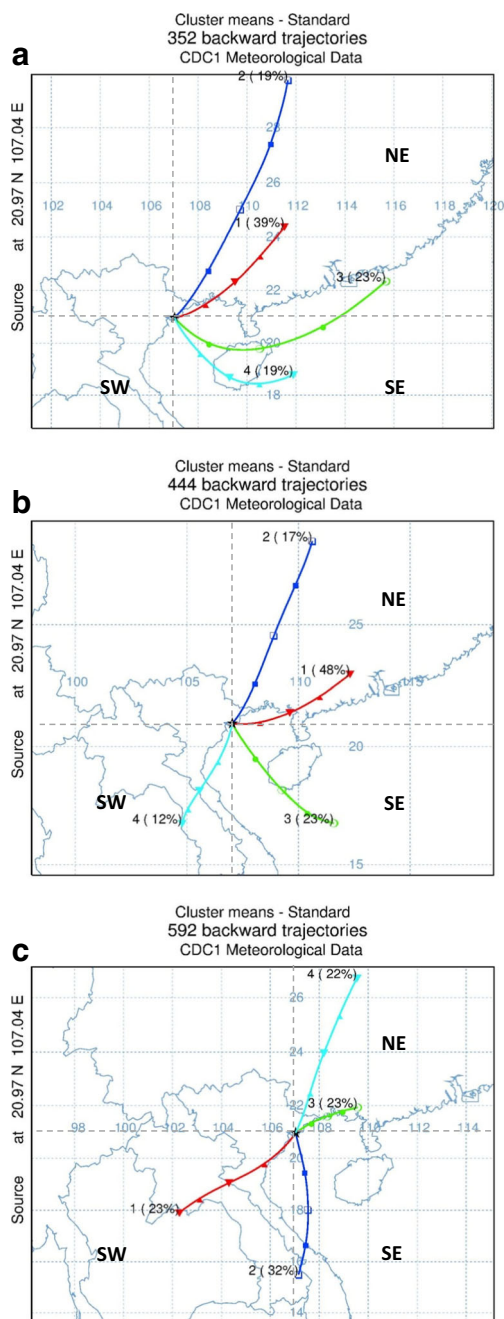 Cluster means - Standard
352 backward trajectories
CDC1 Meteorological Data
a
2 ( 19%)
28
NE
26
102 104 106 108 110 112 114 116 118 120
1 ( 39%)
24
3 ( 23%)
22
20
4 ( 19%)
18
SW
SE
Source at 20.97 N 107.04 E
Cluster means - Standard
444 backward trajectories
CDC1 Meteorological Data
b
2 ( 17%)
NE
25
1 ( 48%)
100 105 110 115
20
SW
SE
4 ( 12%)
3 ( 23%)
15
Source at 20.97 N 107.04 E
Cluster means - Standard
592 backward trajectories
CDC1 Meteorological Data
c
4 ( 22%)
26
NE
24
3 ( 23%)
22
98 100 102 104 106 108 110 112 114
20
1 ( 23%)
18
SW
SE
2 ( 32%)
16
14
Source at 20.97 N 107.04 E